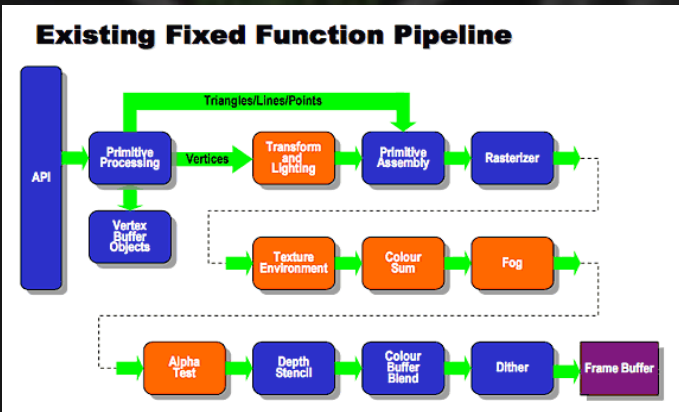 Existing Fixed Function Pipeline
Triangles/Lines/Points
API
Primitive
Processing
Vertices
Transform
and
Lighting
Primitive
Assembly
Rasterizer
Vertex
Buffer
Objects
Texture
Environment
Colour
Sum
Fog
Alpha
Test
Depth
Stencil
Colour
Buffer
Blend
Dither
Frame Buffer